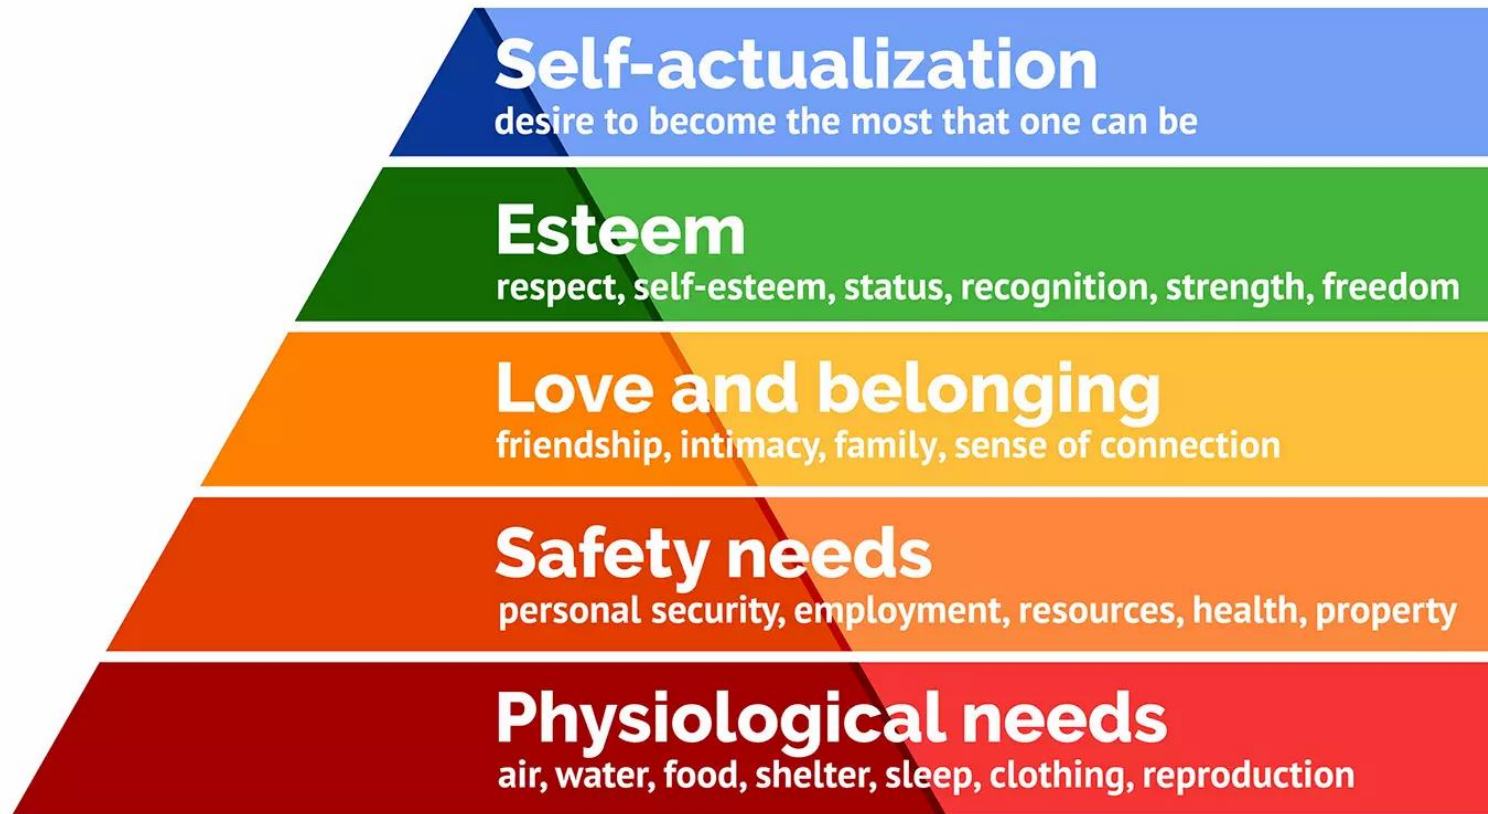 Self-actualization
desire to become the most that one can be
Esteem
respect, self-esteem, status, recognition, strength, freedom
Love and belonging
friendship, intimacy, family, sense of connection
Safety needs
personal security, employment, resources, health, property
Physiological needs
air, water, food, shelter, sleep, clothing, reproduction